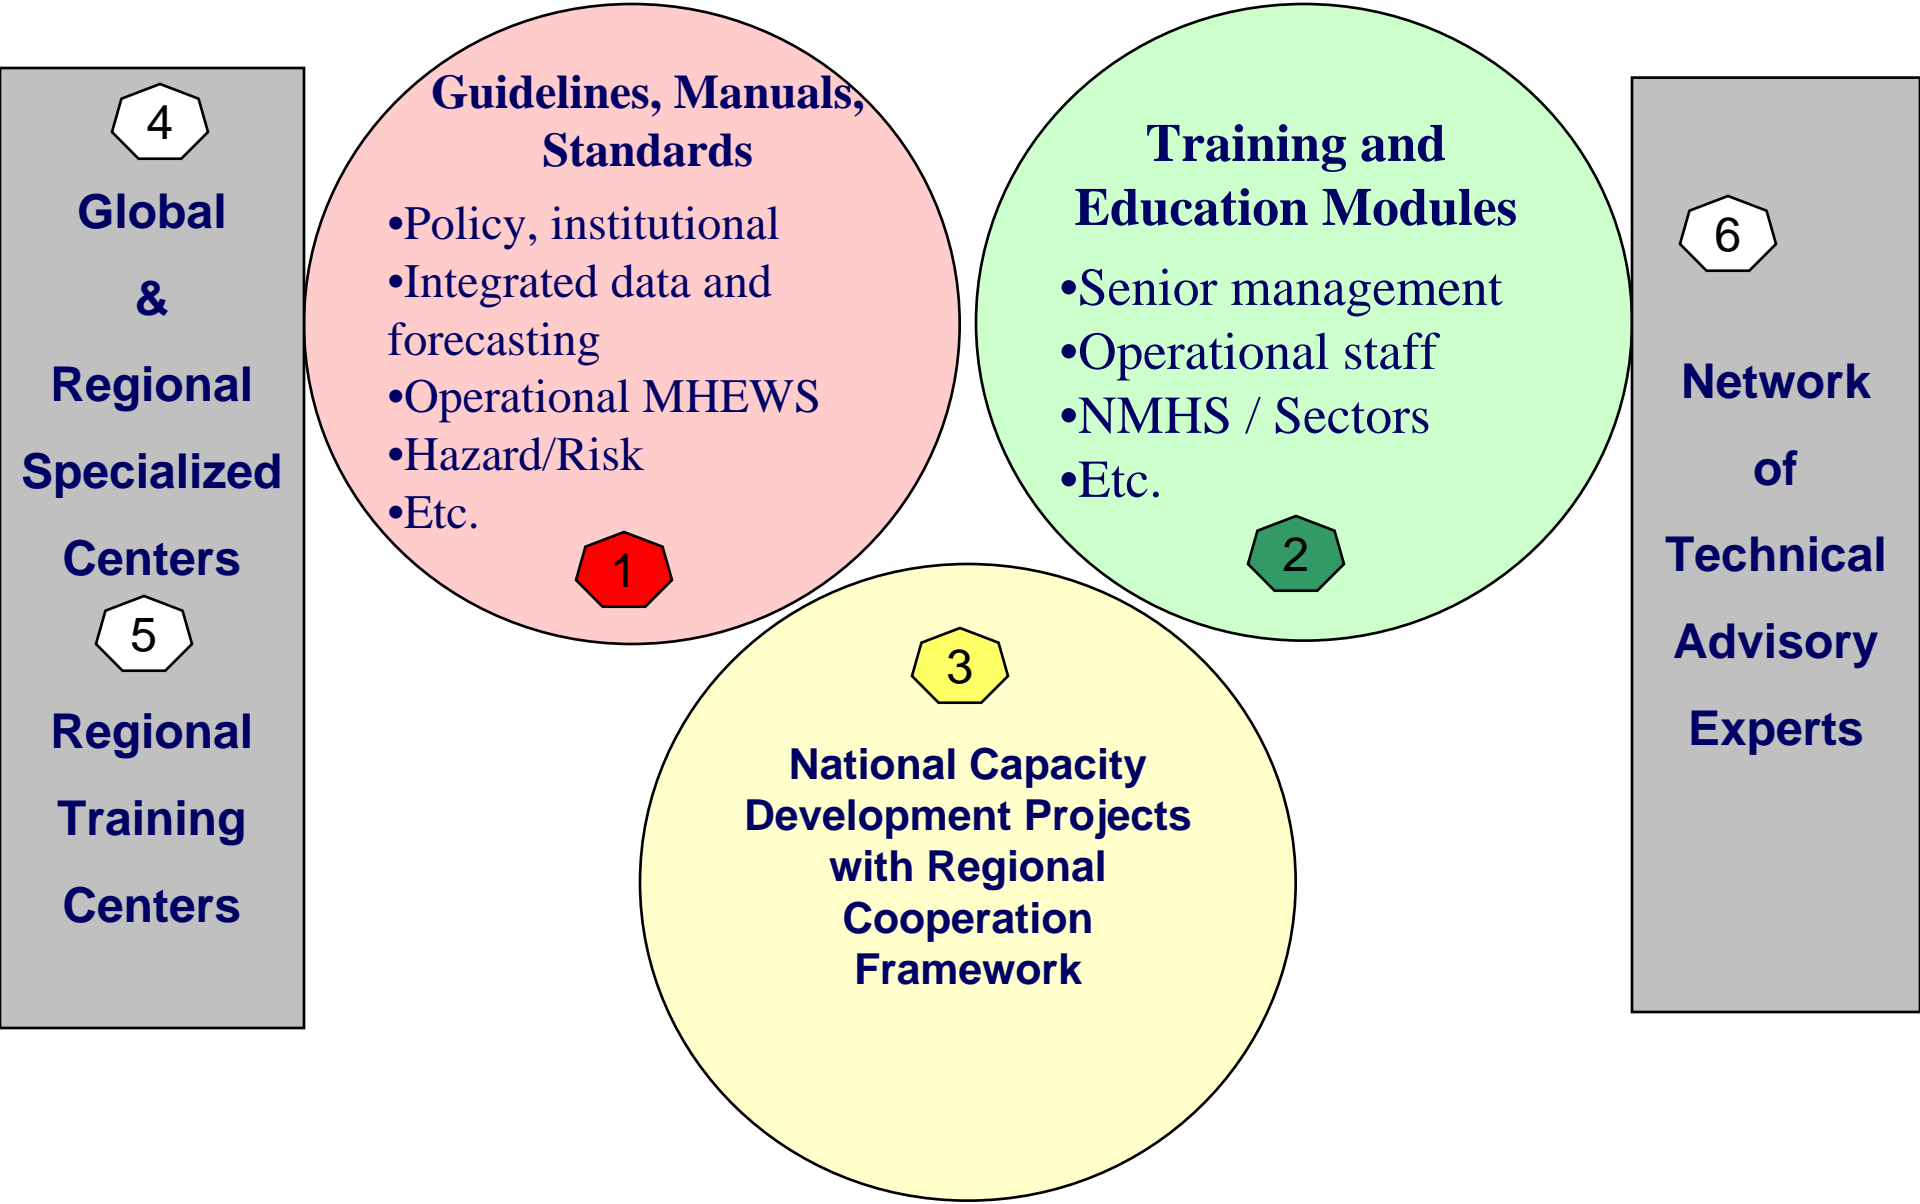 4
Global
&
Regional
Specialized
Centers
5
Regional
Training
Centers
Guidelines, Manuals,
Standards
•Policy, institutional
•Integrated data and
forecasting
•Operational MHEWS
•Hazard/Risk
•Etc.
1
Training and
Education Modules
•Senior management
•Operational staff
•NMHS / Sectors
•Etc.
2
3
National Capacity
Development Projects
with Regional
Cooperation
Framework
6
Network
of
Technical
Advisory
Experts